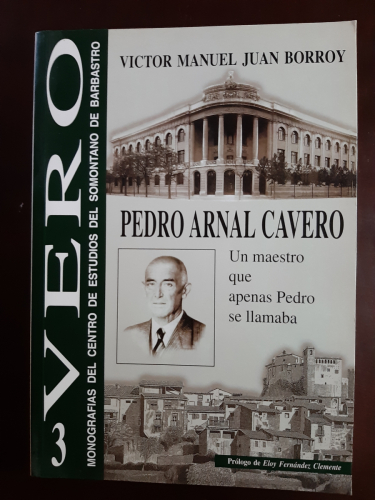 VICTOR MANUEL JUAN BORROY
PEDRO ARNAL CAVERO
Un maestro
que
apenas Pedro
se llamaba
Prólogo de Eloy Fernández Clemente
3 VERO
MONOGRAFIAS DEL CENTRO DE ESTUDIOS DEL SOMONTANO DE BARBASTRO